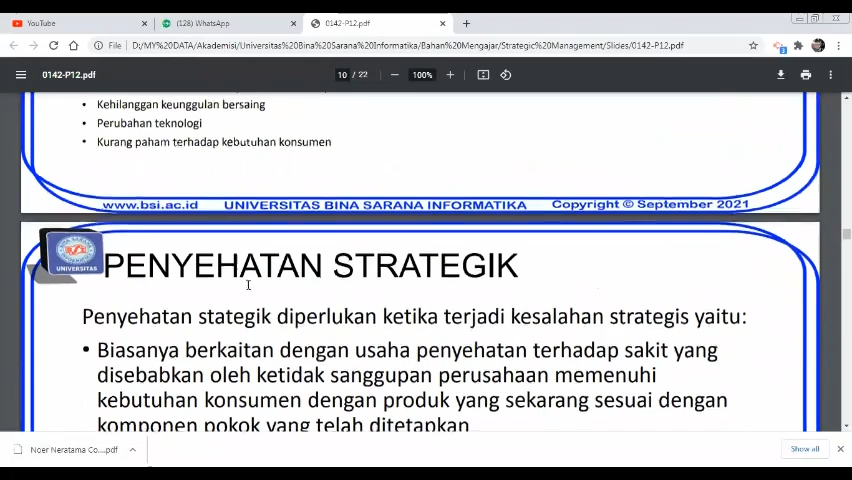 YouTube
(128) WhatsApp
0142-P12.pdf
File
D:/MY%20DATA/Akademisi/Universitas%20Bina%20Sarana%20Informatika/Bahan%20Mengajar/Strategic%20Management/Slides/0142-P12.pdf
0142-P12.pdf
10 / 22
100%
• Kehilanggan keunggulan bersaing
• Perubahan teknologi
• Kurang paham terhadap kebutuhan konsumen
www.bsi.ac.id UNIVERSITAS BINA SARANA INFORMATIKA Copyright © September 2021
UNIVERSITAS
PENYEHATAN STRATEGIK
Penyehatan stategik diperlukan ketika terjadi kesalahan strategis yaitu:
• Biasanya berkaitan dengan usaha penyehatan terhadap sakit yang
disebabkan oleh ketidak sanggupan perusahaan memenuhi
kebutuhan konsumen dengan produk yang sekarang sesuai dengan
komponen pokok yang telah ditetapkan
Noer Neratama Co....pdf
Show all